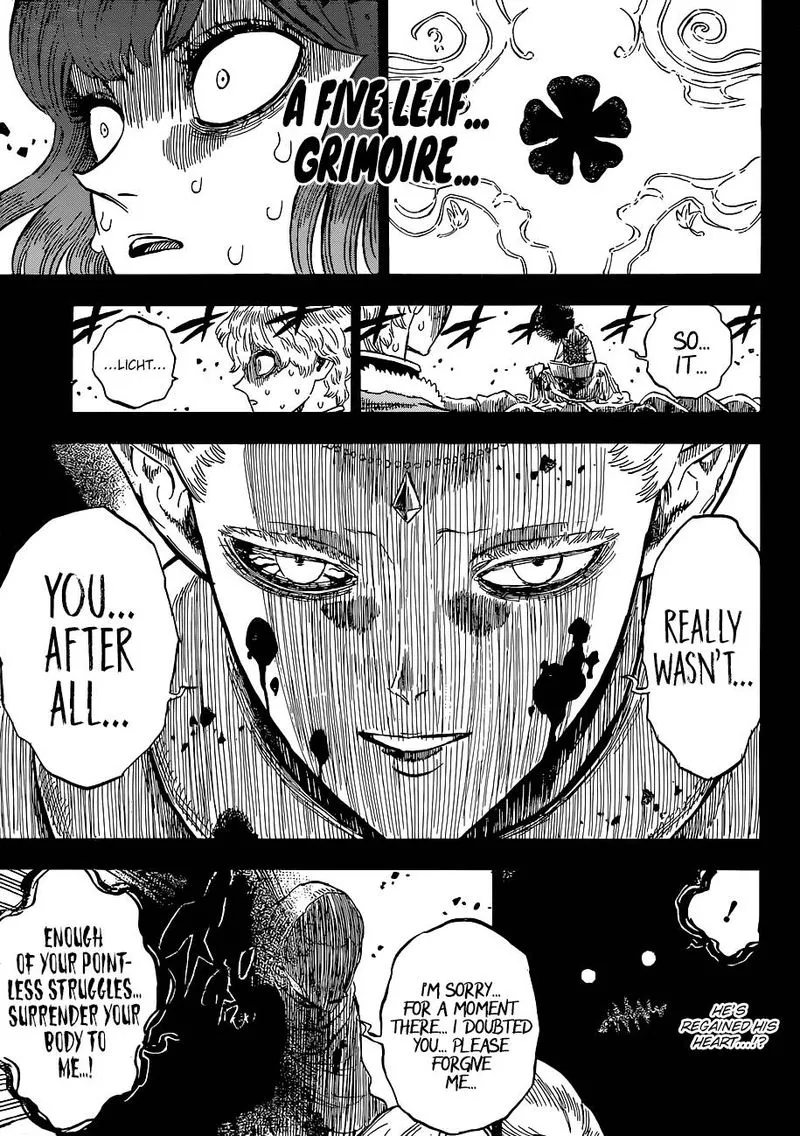 A FIVE LEAF...
GRIMOIRE...
SO...
IT...
...LICHT...
REALLY
WASN'T...
YOU...
AFTER
ALL...
!
HE'S
REGAINED HIS
HEART....!?
I'M SORRY...
FOR A MOMENT
THERE... I DOUBTED
YOU... PLEASE
FORGIVE
ME...
ENOUGH
OF YOUR POINT-
LESS STRUGGLES...
SURRENDER YOUR
BODY TO
ME...!